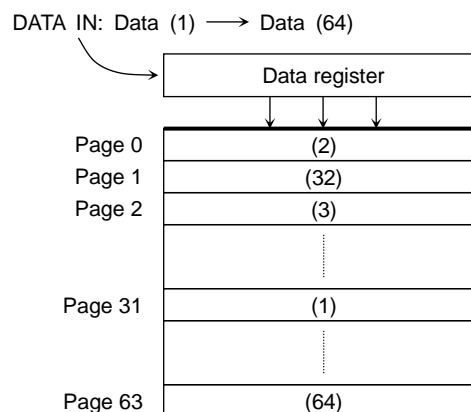 DATA IN: Data (1) ⟶ Data (64)
Data register
Page 0 (2)
Page 1 (32)
Page 2 (3)
Page 31 (1)
Page 63 (64)